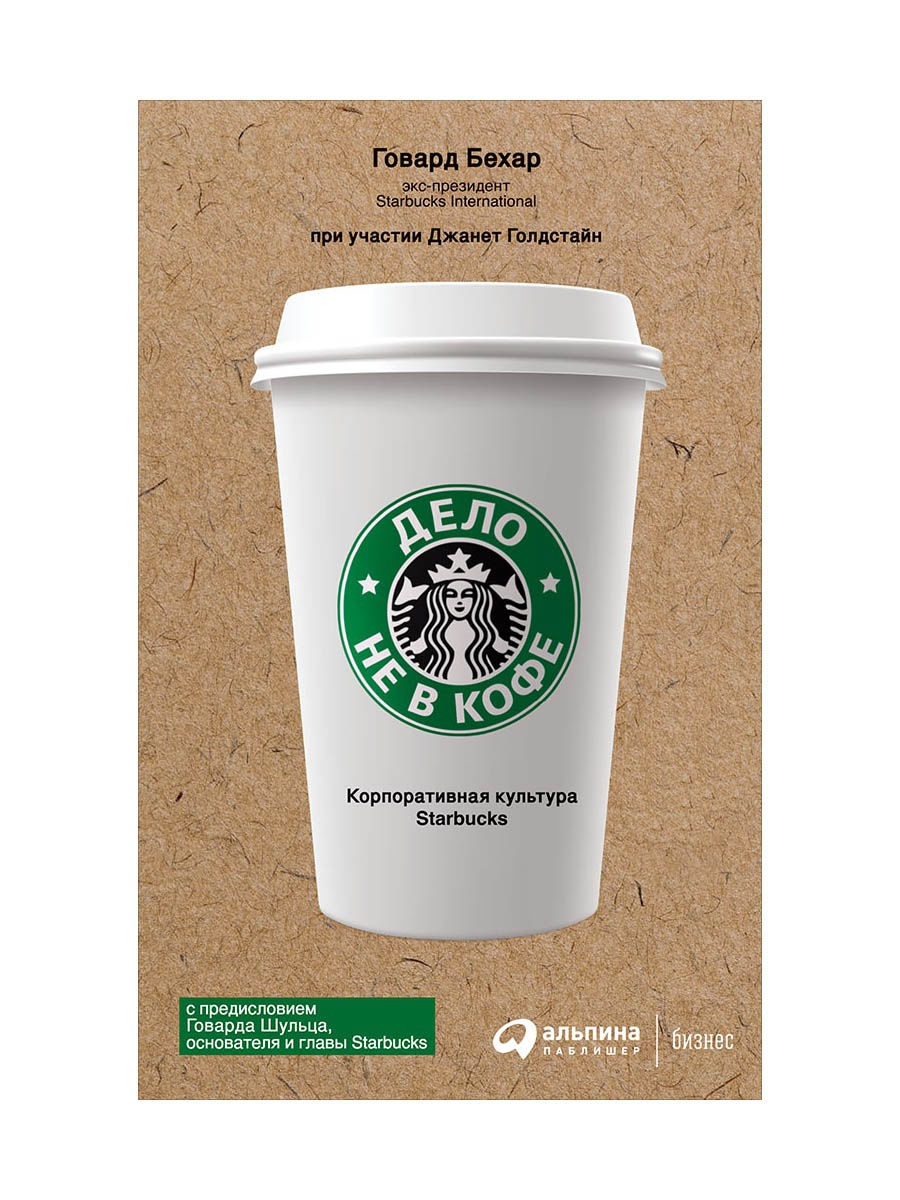 Говард Бехар
экс-президент
Starbucks International
при участии Джанет Голдстайн
ДЕЛО
НЕ В КОФЕ
Корпоративная культура
Starbucks
с предисловием
Говарда Шульца,
основателя и главы Starbucks
альпина
ПАБЛИШЕР
бизнес